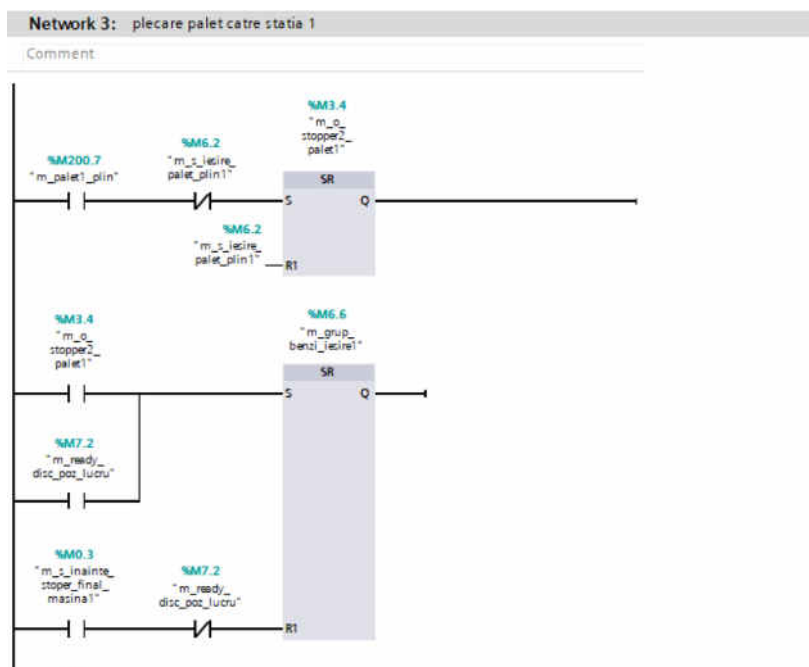 Network 3: plecare palet catre statia 1
Comment
%M3.4
"m_o_
stopper2_
palet1"
%M200.7
"m_palet1_plin"
%M6.2
"m_s_iesire_
palet_plin1"
SR
S Q
%M6.2
"m_s_iesire_
palet_plin1"
R1
%M3.4
"m_o_
stopper2_
palet1"
%M6.6
"m_grup_
benzi_iesire1"
SR
S Q
%M7.2
"m_ready_
disc_poz_lucru"
%M0.3
"m_s_inainte_
stoper_final_
masina1"
%M7.2
"m_ready_
disc_poz_lucru"
R1